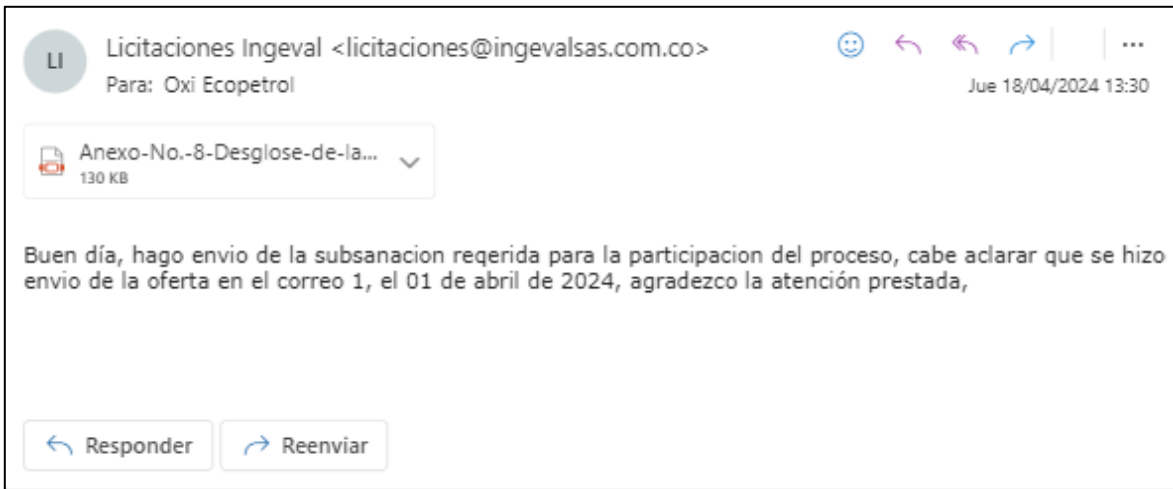 LI
Licitaciones Ingeval <licitaciones@ingevalsas.com.co>
Para: Oxi Ecopetrol
Jue 18/04/2024 13:30
Anexo-No.-8-Desglose-de-la...
130 KB
Buen día, hago envio de la subsanacion reqerida para la participacion del proceso, cabe aclarar que se hizo
envio de la oferta en el correo 1, el 01 de abril de 2024, agradezco la atención prestada,
Responder
Reenviar